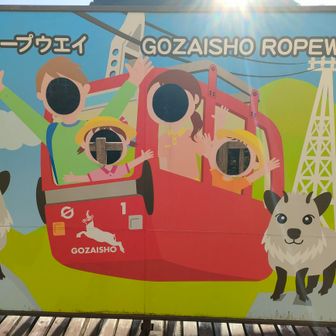 ープウエイ GOZAISHO ROPEW
1
GOZAISHO